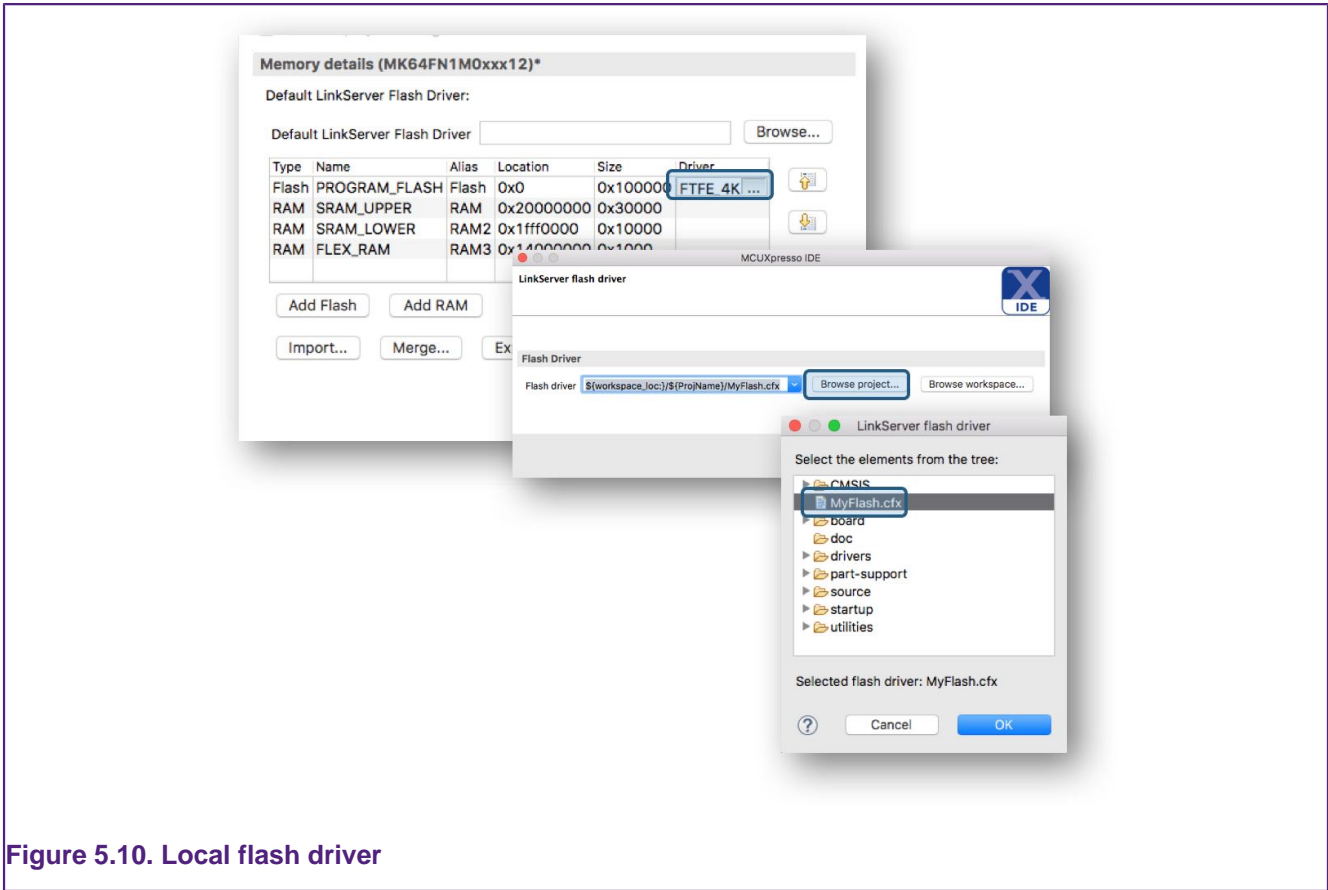 Memory details (MK64FN1M0xxx12)*
Default LinkServer Flash Driver:
Default LinkServer Flash Driver Browse...
Type Name Alias Location Size Driver
Flash PROGRAM_FLASH Flash 0x0 0x100000 FTFE_4K ...
RAM SRAM_UPPER RAM 0x20000000 0x30000
RAM SRAM_LOWER RAM2 0x1fff0000 0x10000
RAM FLEX_RAM RAM3 0x14000000 0x1000
Add Flash Add RAM
Import... Merge... Ex
MCUXpresso IDE
LinkServer flash driver
X
IDE
Flash Driver
Flash driver ${workspace_loc:}/${ProjName}/MyFlash.cfx Browse project... Browse workspace...
LinkServer flash driver
Select the elements from the tree:
CMSIS
MyFlash.cfx
board
doc
drivers
part-support
source
startup
utilities
Selected flash driver: MyFlash.cfx
? Cancel OK
Figure 5.10. Local flash driver